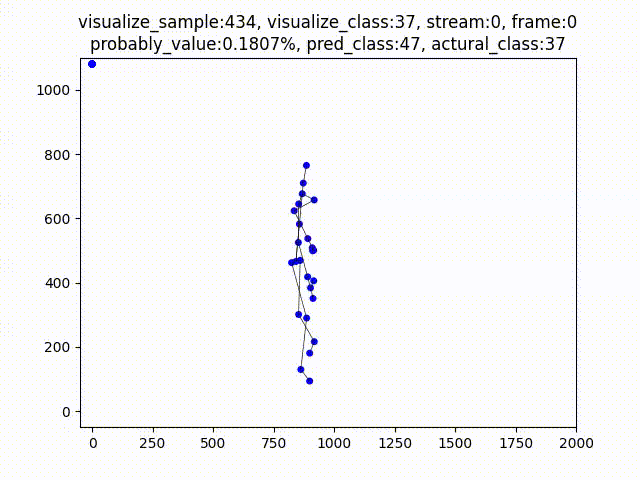 visualize_sample:434, visualize_class:37, stream:0, frame:0
probably_value:0.1807%, pred_class:47, actural_class:37
1000
800
600
400
200
0
0 250 500 750 1000 1250 1500 1750 2000